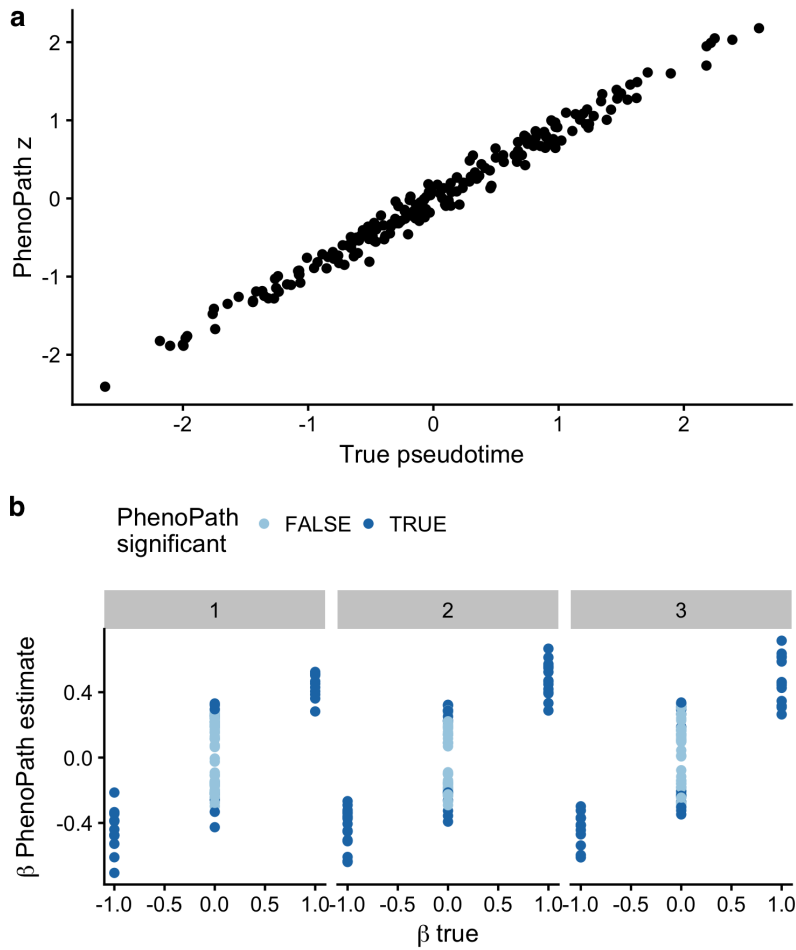 a
2
1
0
-1
-2
PhenoPath z
-2
-1
0
1
2
True pseudotime
b
PhenoPath
significant
FALSE
TRUE
1
2
3
0.4
0.0
-0.4
β PhenoPath estimate
-1.0 -0.5 0.0 0.5 1.0
-1.0 -0.5 0.0 0.5 1.0
-1.0 -0.5 0.0 0.5 1.0
β true